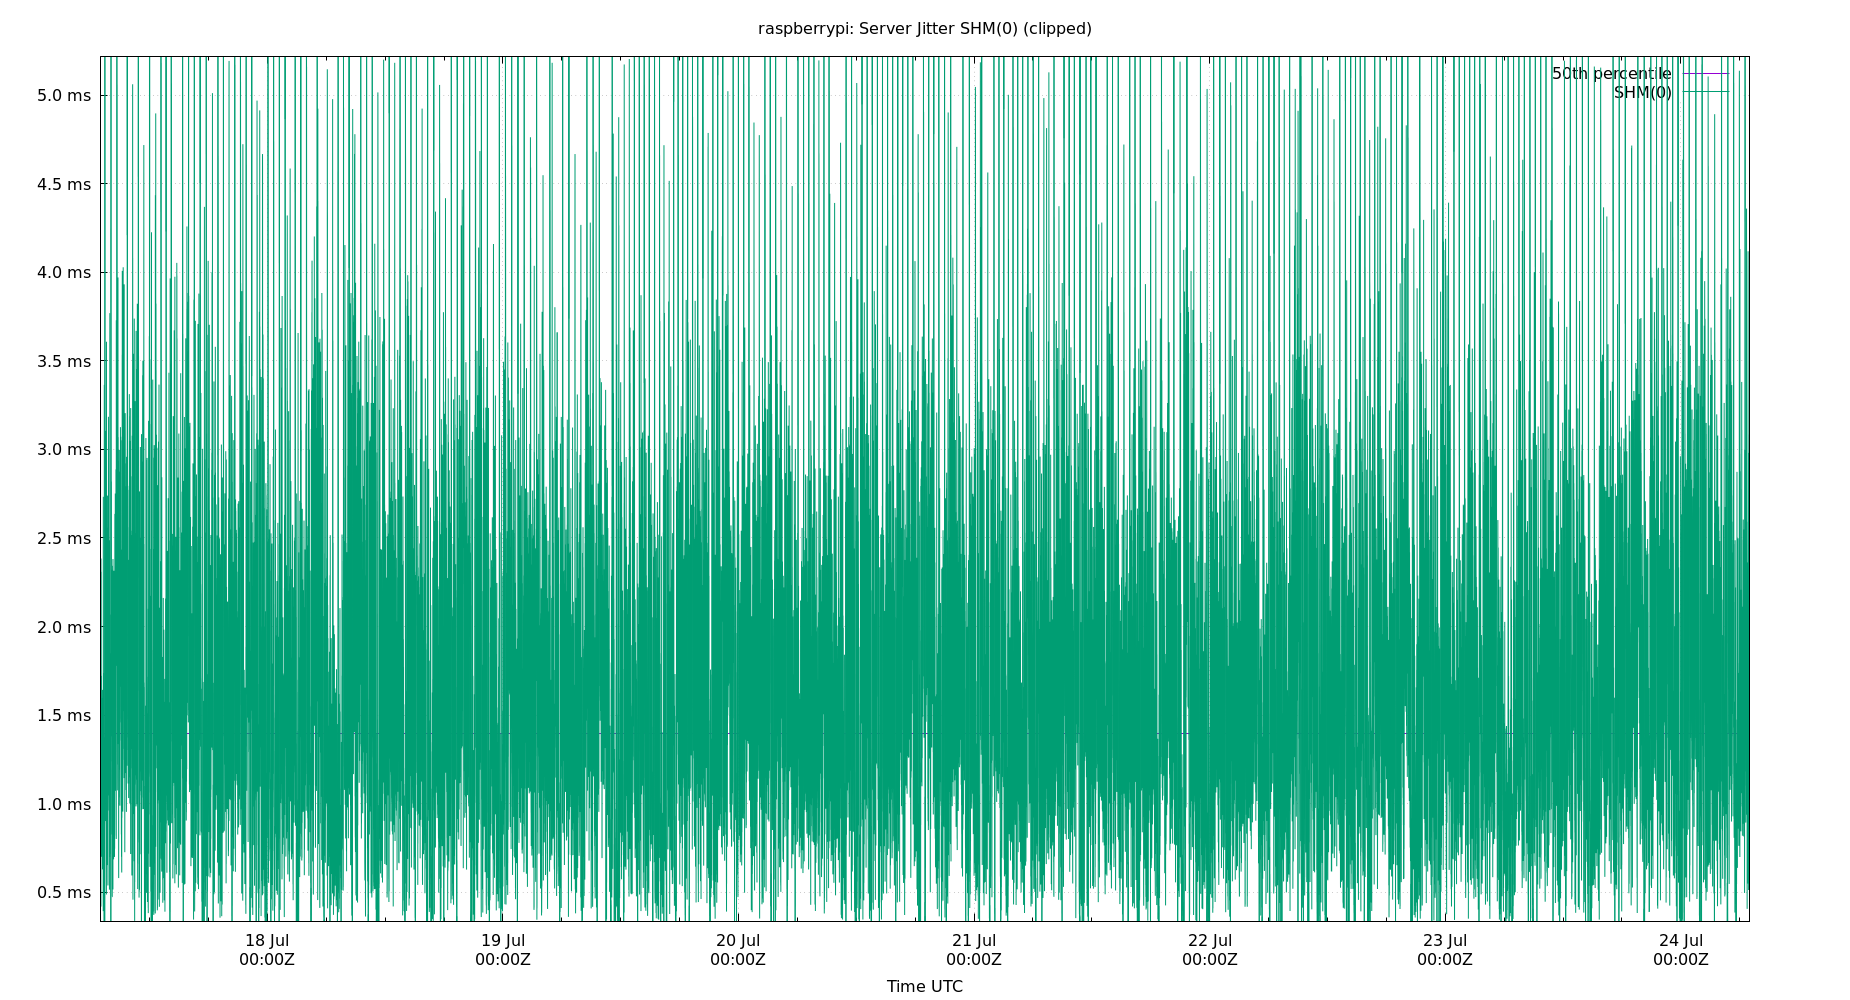 raspberrypi: Server Jitter SHM(0) (clipped)
50th percentile
SHM(0)
5.0 ms
4.5 ms
4.0 ms
3.5 ms
3.0 ms
2.5 ms
2.0 ms
1.5 ms
1.0 ms
0.5 ms
18 Jul 19 Jul 20 Jul 21 Jul 22 Jul 23 Jul 24 Jul
00:00Z 00:00Z 00:00Z 00:00Z 00:00Z 00:00Z 00:00Z
Time UTC